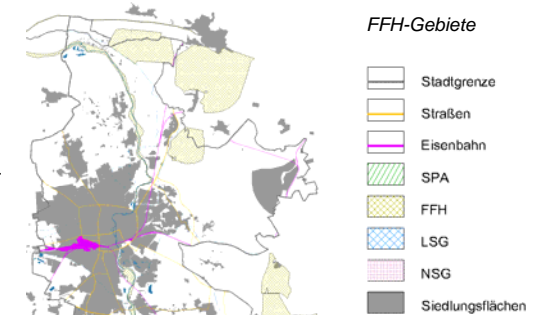 FFH-Gebiete
Stadtgrenze
Straßen
Eisenbahn
SPA
FFH
LSG
NSG
Siedlungsflächen